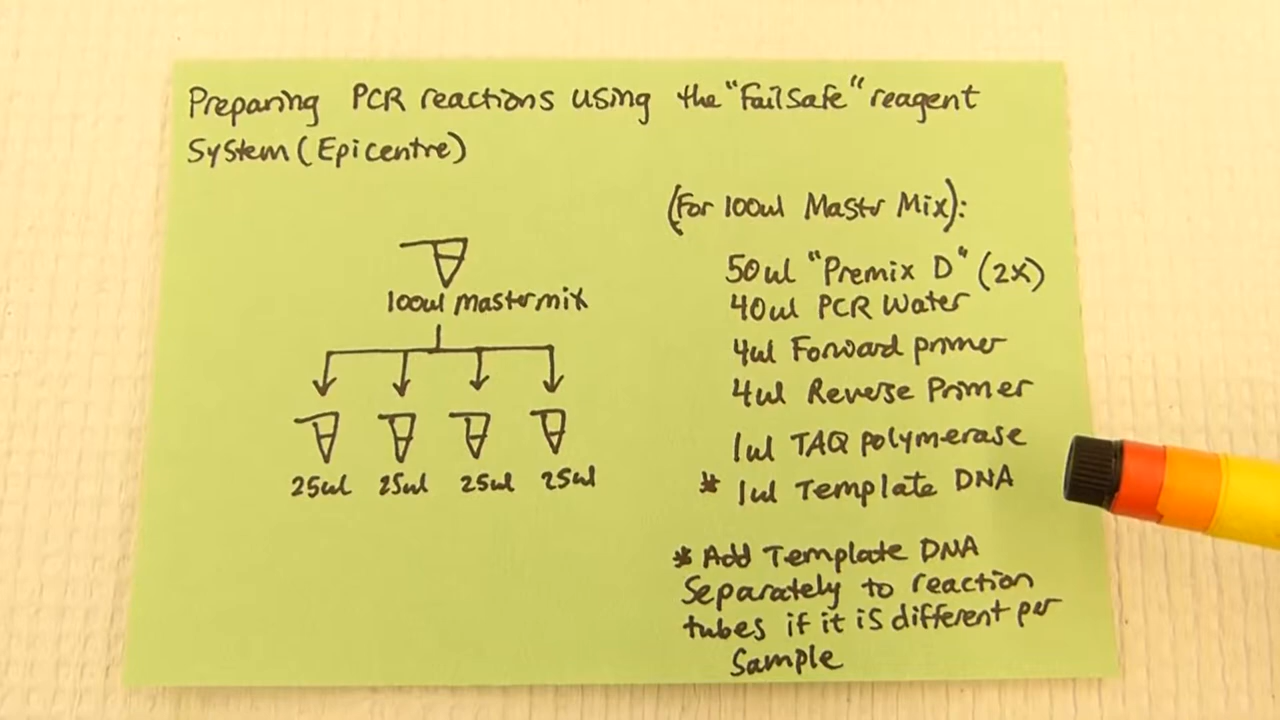 Preparing PCR reactions using the "FailSafe" reagent
System (Epicentre)
(For 100ul Master Mix):
100ul mastermix
25ul 25ul 25ul 25ul
50ul "Premix D" (2x)
40ul PCR Water
4ul Forward primer
4ul Reverse Primer
1ul TAQ polymerase
* 1ul Template DNA
* Add Template DNA
Separately to reaction
tubes if it is different per
Sample